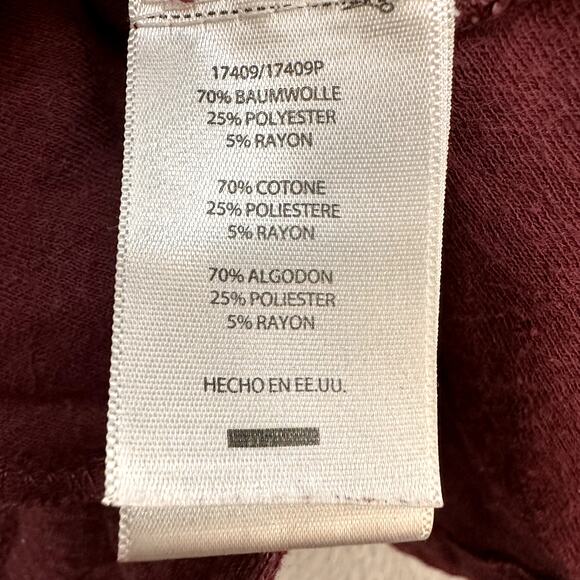 17409/17409P
70% BAUMWOLLE
25% POLYESTER
5% RAYON
70% COTONE
25% POLIESTERE
5% RAYON
70% ALGODON
25% POLIESTER
5% RAYON
HECHO EN EE.UU.